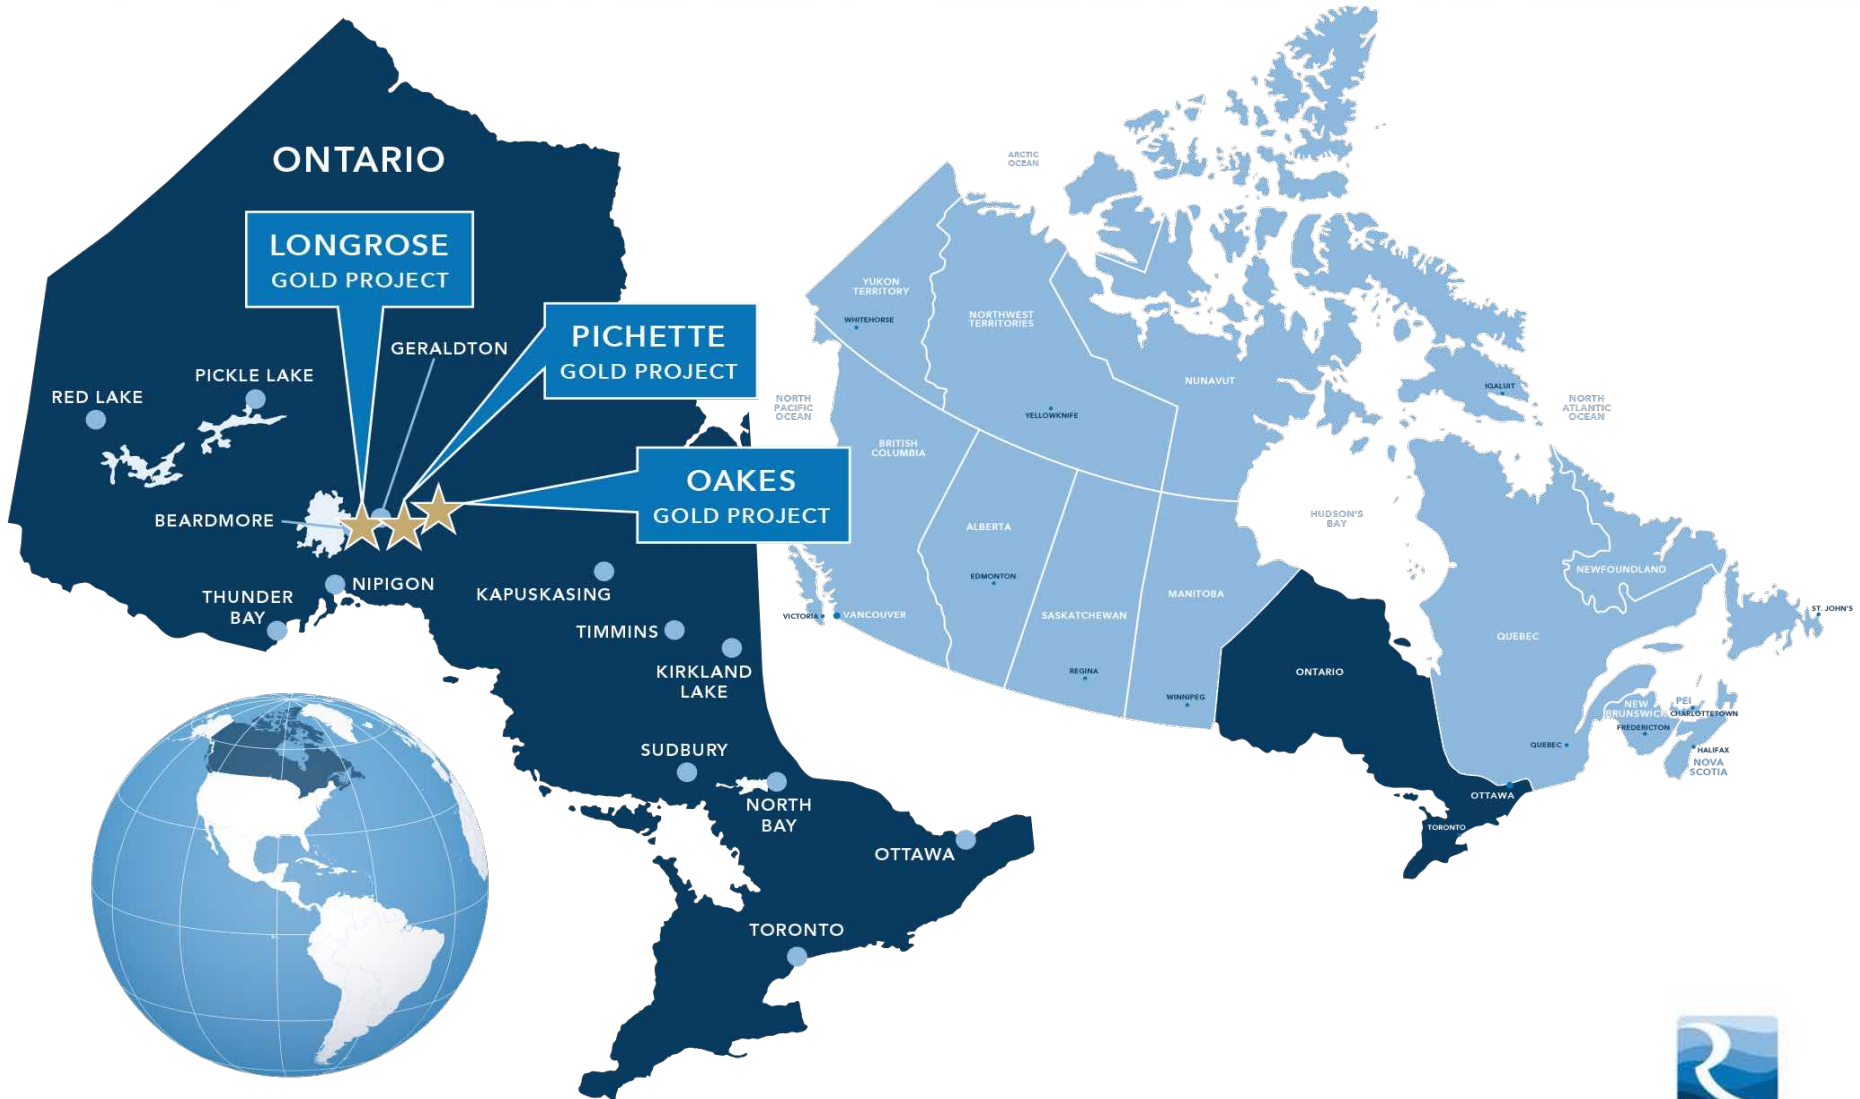 ONTARIO
LONGROSE
GOLD PROJECT
PICHETTE
GOLD PROJECT
GERALDTON
PICKLE LAKE
RED LAKE
OAKES
GOLD PROJECT
BEARDMORE
NIPIGON
THUNDER
BAY
KAPUSKASING
TIMMINS
KIRKLAND
LAKE
SUDBURY
NORTH
BAY
OTTAWA
TORONTO
ARCTIC
OCEAN
YUKON
TERRITORY
WHITEHORSE
NORTHWEST
TERRITORIES
YELLOWKNIFE
NUNAVUT
IQALUIT
NORTH
PACIFIC
OCEAN
NORTH
ATLANTIC
OCEAN
BRITISH
COLUMBIA
HUDSON'S
BAY
ALBERTA
EDMONTON
VICTORIA
VANCOUVER
SASKATCHEWAN
REGINA
MANITOBA
WINNIPEG
ONTARIO
NEWFOUNDLAND
ST. JOHN'S
QUEBEC
QUEBEC
NEW
BRUNSWICK
PEI
CHARLOTTETOWN
FREDERICTON
HALIFAX
NOVA
SCOTIA
OTTAWA
TORONTO